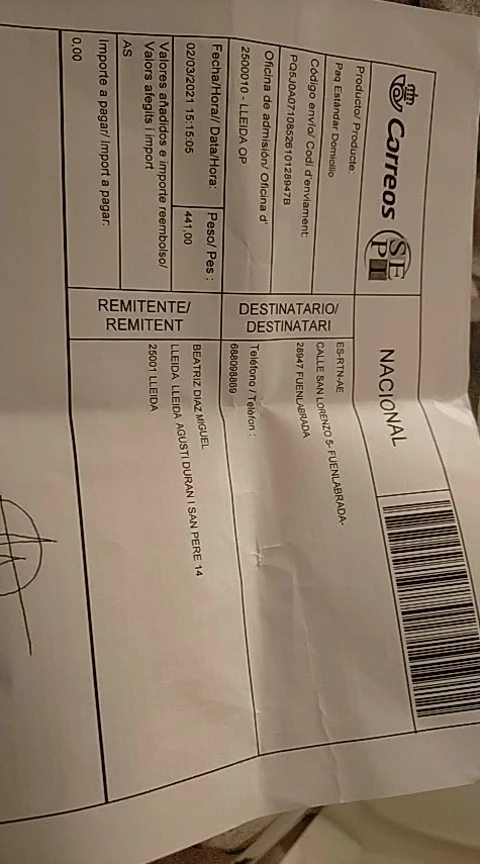 Correos
SEPI
NACIONAL
Producto/ Producte:
Paq Estándar Domicilio
Código envío/ Codi d'enviament:
PQ5J0A0710852610128947B
Oficina de admisión/ Oficina d'
2500010 - LLEIDA OP
Fecha/Hora// Data/Hora:
02/03/2021 15:15:05
Peso/ Pes :
441,00
Valores añadidos e importe reembolso/
Valors afegits i import
AS
Importe a pagar/ Import a pagar:
0,00
DESTINATARIO/
DESTINATARI
ES-RTN-AE
CALLE SAN LORENZO 5- FUENLABRADA-
28947 FUENLABRADA
Teléfono / Telèfon :
688098869
REMITENTE/
REMITENT
BEATRIZ DIAZ MIGUEL
LLEIDA LLEIDA AGUSTI DURAN I SAN PERE 14
25001 LLEIDA